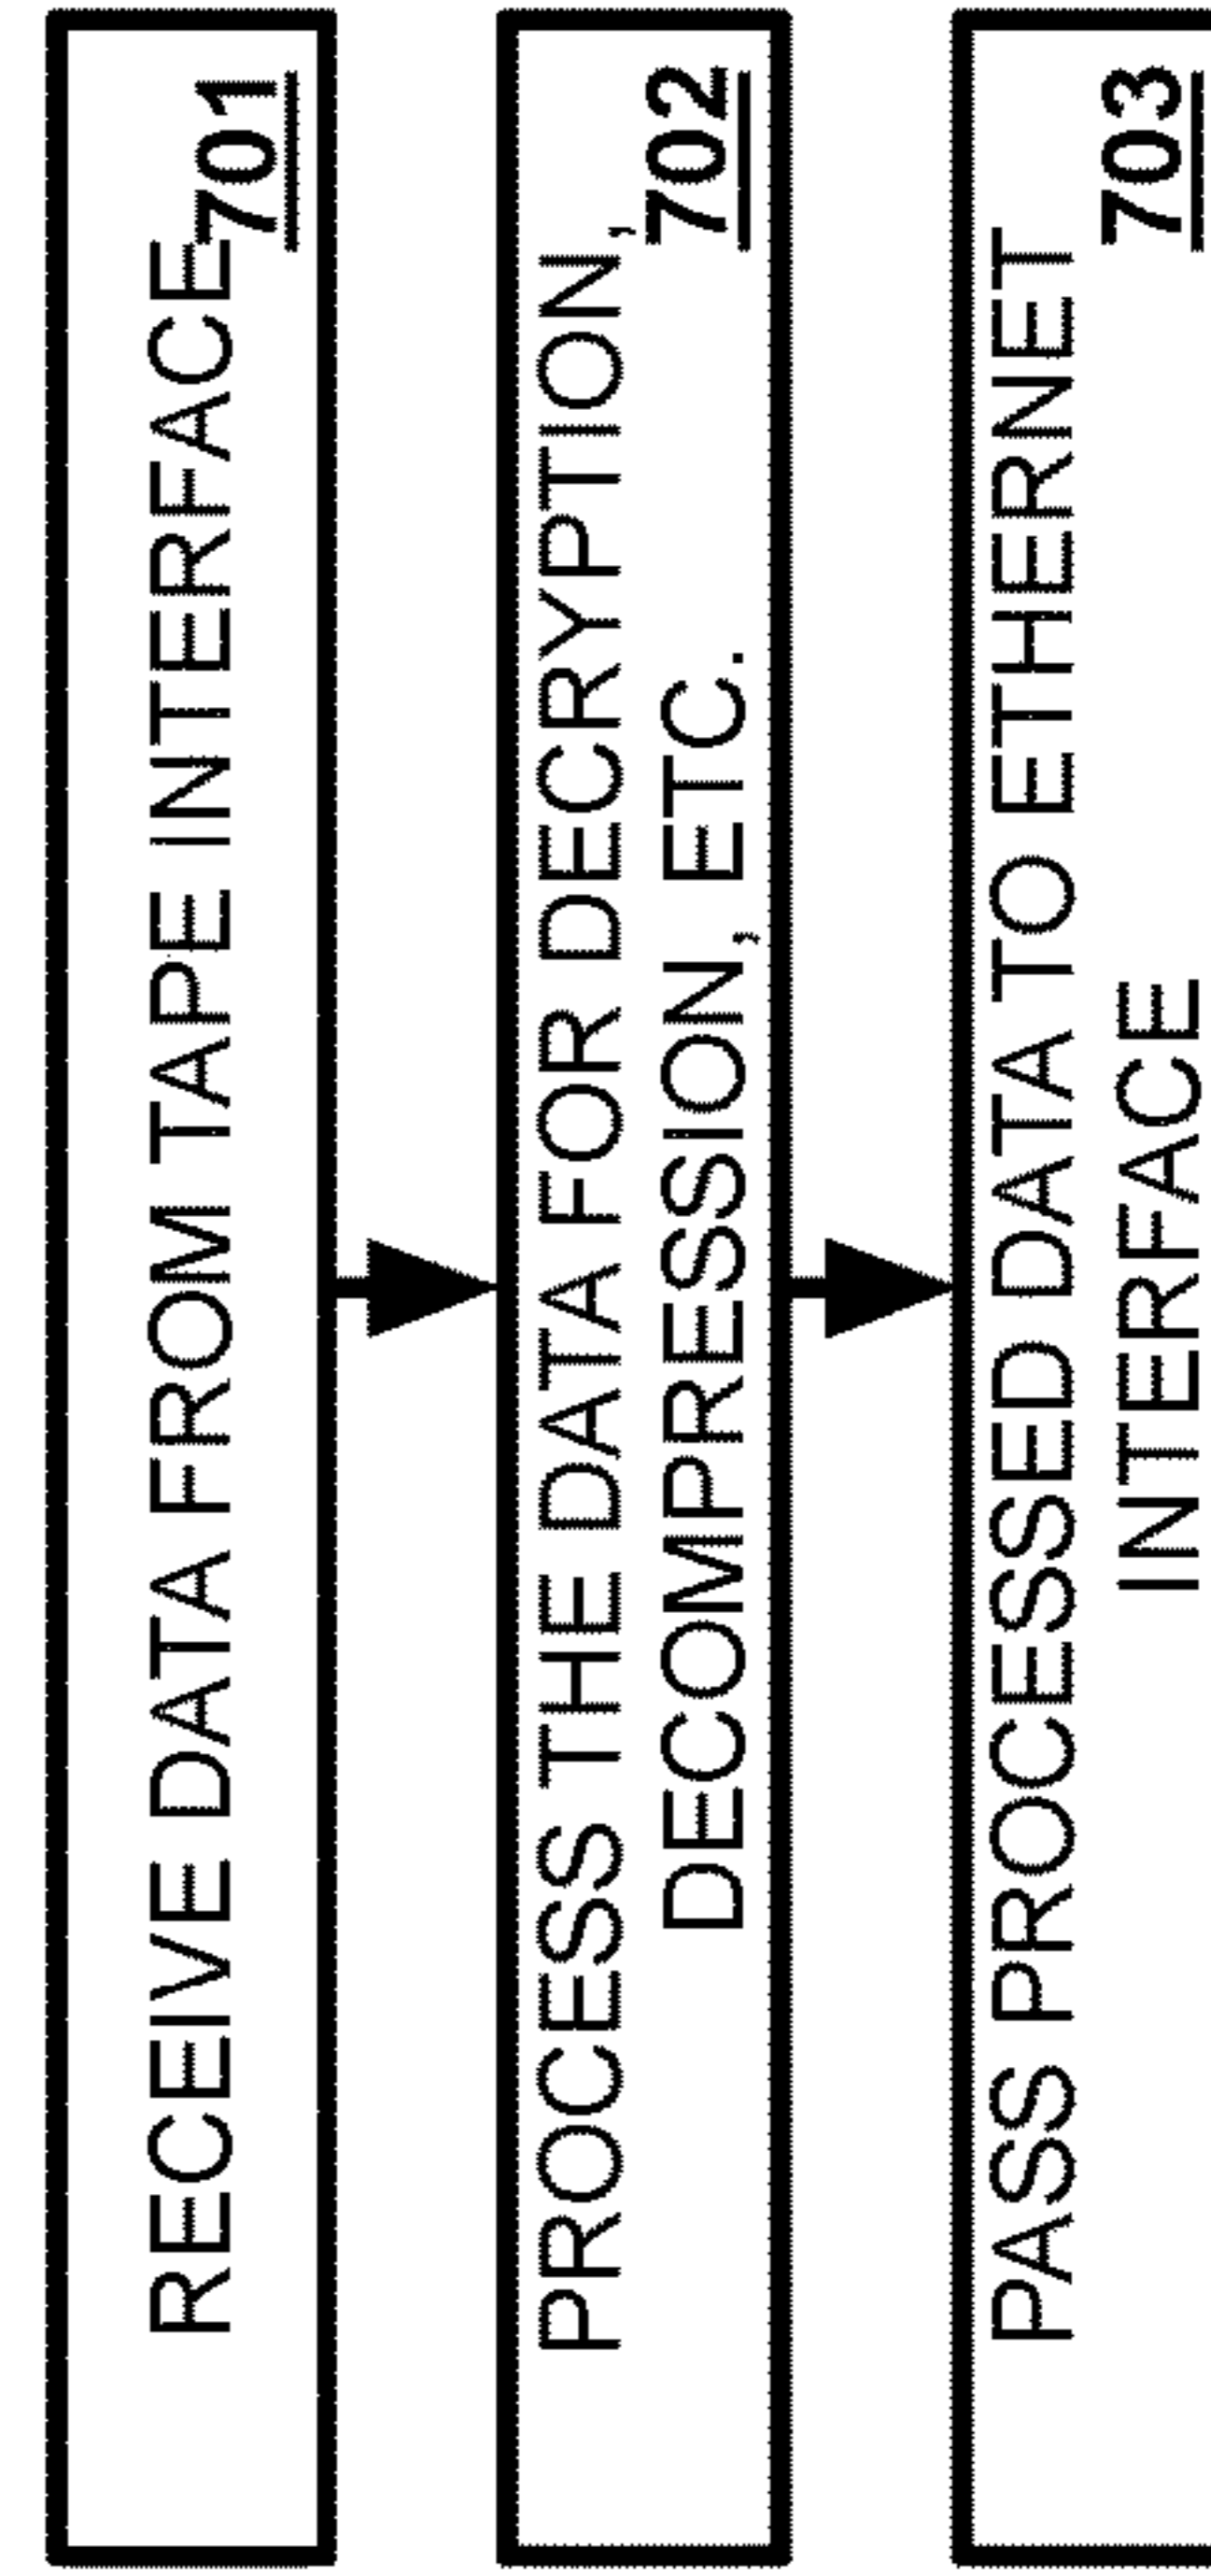 RECEIVE DATA FROM TAPE INTERFACE
701
PROCESS THE DATA FOR DECRYPTION,
DECOMPRESSION, ETC.
702
PASS PROCESSED DATA TO ETHERNET
INTERFACE
703